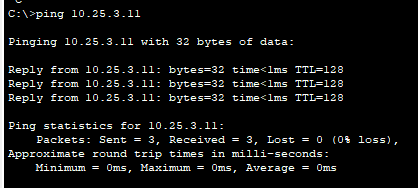 C:\>ping 10.25.3.11
Pinging 10.25.3.11 with 32 bytes of data:
Reply from 10.25.3.11: bytes=32 time<1ms TTL=128
Reply from 10.25.3.11: bytes=32 time<1ms TTL=128
Reply from 10.25.3.11: bytes=32 time<1ms TTL=128
Ping statistics for 10.25.3.11:
    Packets: Sent = 3, Received = 3, Lost = 0 (0% loss),
Approximate round trip times in milli-seconds:
    Minimum = 0ms, Maximum = 0ms, Average = 0ms